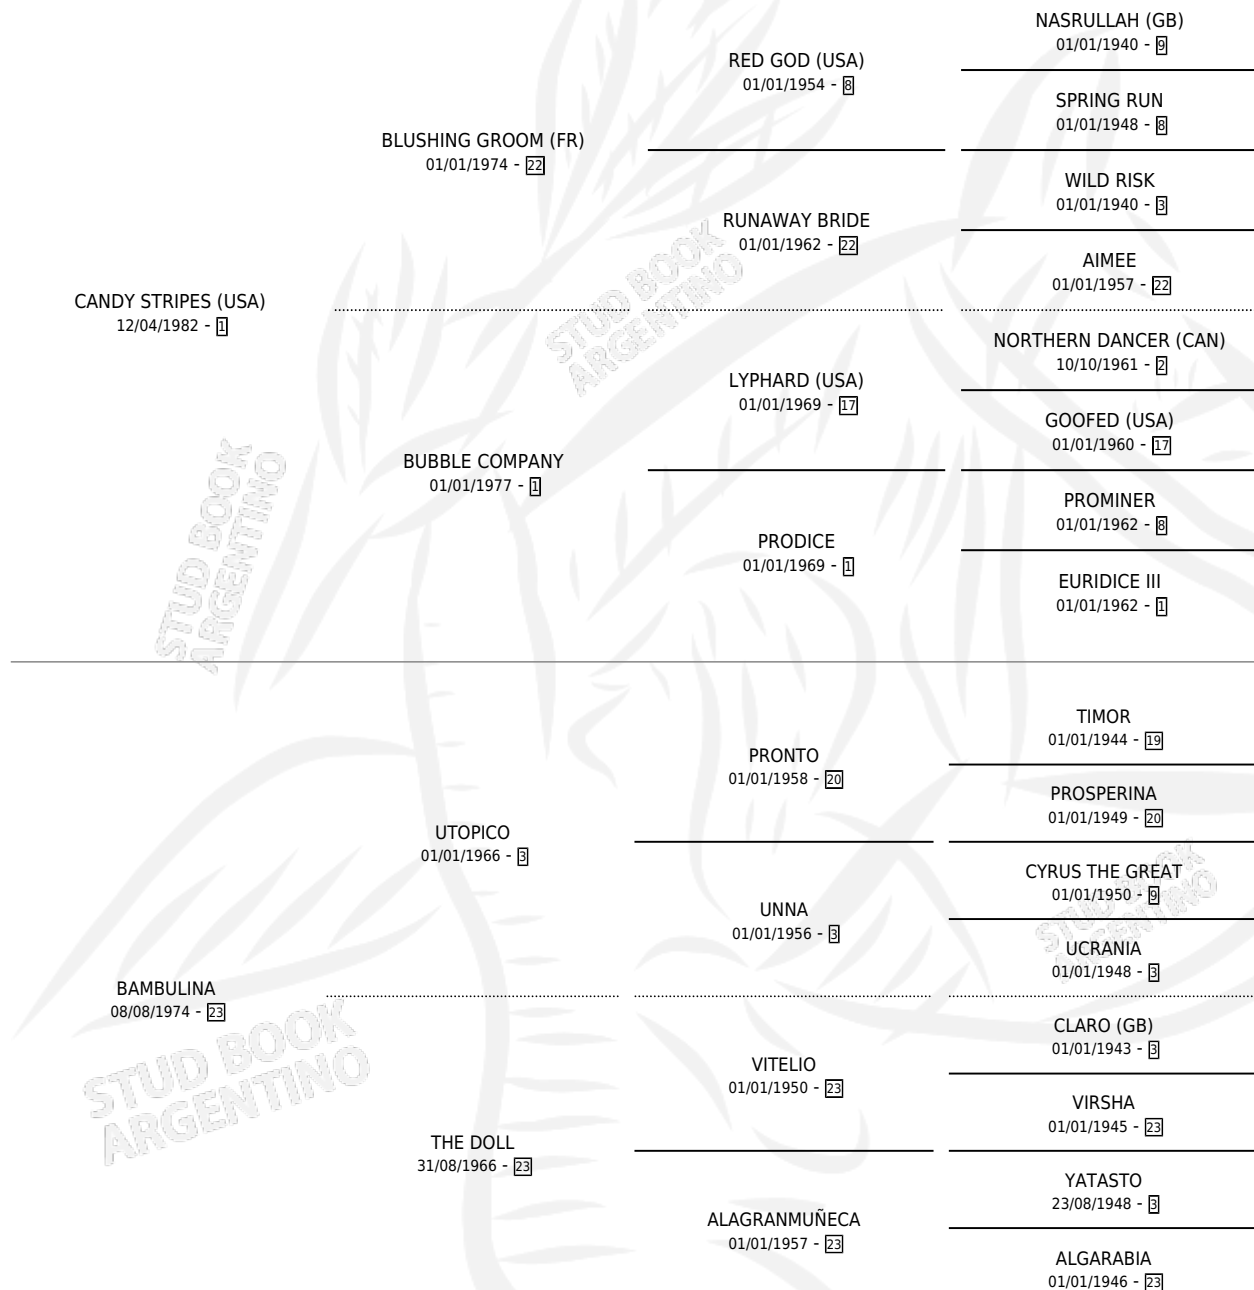 NASRULLAH (GB)
01/01/1940 - 9
RED GOD (USA)
01/01/1954 - 8
SPRING RUN
01/01/1948 - 8
BLUSHING GROOM (FR)
01/01/1974 - 22
WILD RISK
01/01/1940 - 3
RUNAWAY BRIDE
01/01/1962 - 22
AIMEE
01/01/1957 - 22
CANDY STRIPES (USA)
12/04/1982 - 1
NORTHERN DANCER (CAN)
10/10/1961 - 2
LYPHARD (USA)
01/01/1969 - 17
GOOFED (USA)
01/01/1960 - 17
BUBBLE COMPANY
01/01/1977 - 1
PROMINER
01/01/1962 - 8
PRODICE
01/01/1969 - 1
EURIDICE III
01/01/1962 - 1
TIMOR
01/01/1944 - 19
PRONTO
01/01/1958 - 20
PROSPERINA
01/01/1949 - 20
UTOPICO
01/01/1966 - 3
CYRUS THE GREAT
01/01/1950 - 9
UNNA
01/01/1956 - 3
UCRANIA
01/01/1948 - 3
BAMBULINA
08/08/1974 - 23
CLARO (GB)
01/01/1943 - 3
VITELIO
01/01/1950 - 23
VIRSHA
01/01/1945 - 23
THE DOLL
31/08/1966 - 23
YATASTO
23/08/1948 - 3
ALAGRANMUÑECA
01/01/1957 - 23
ALGARABIA
01/01/1946 - 23
STUD BOOK
ARGENTINO
STUD BOOK
ARGENTINO
STUD BOOK
ARGENTINO
STUD BOOK
ARGENTINO